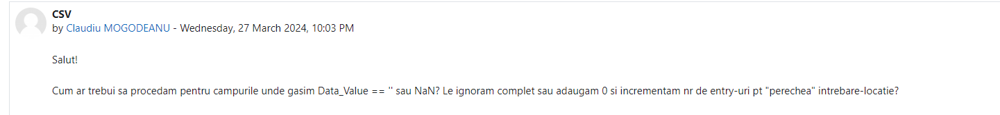 CSV
by Claudiu MOGODEANU - Wednesday, 27 March 2024, 10:03 PM
Salut!
Cum ar trebui sa procedam pentru campurile unde gasim Data_Value == '' sau NaN? Le ignoram complet sau adaugam 0 si incrementam nr de entry-uri pt "perechea" intrebare-locatie?